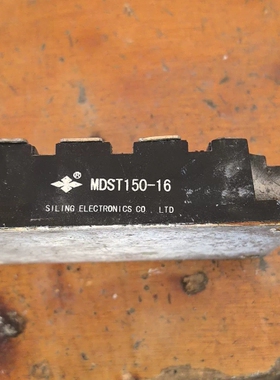 ® MDST150-16
SILING ELECTRONICS CO . LTD